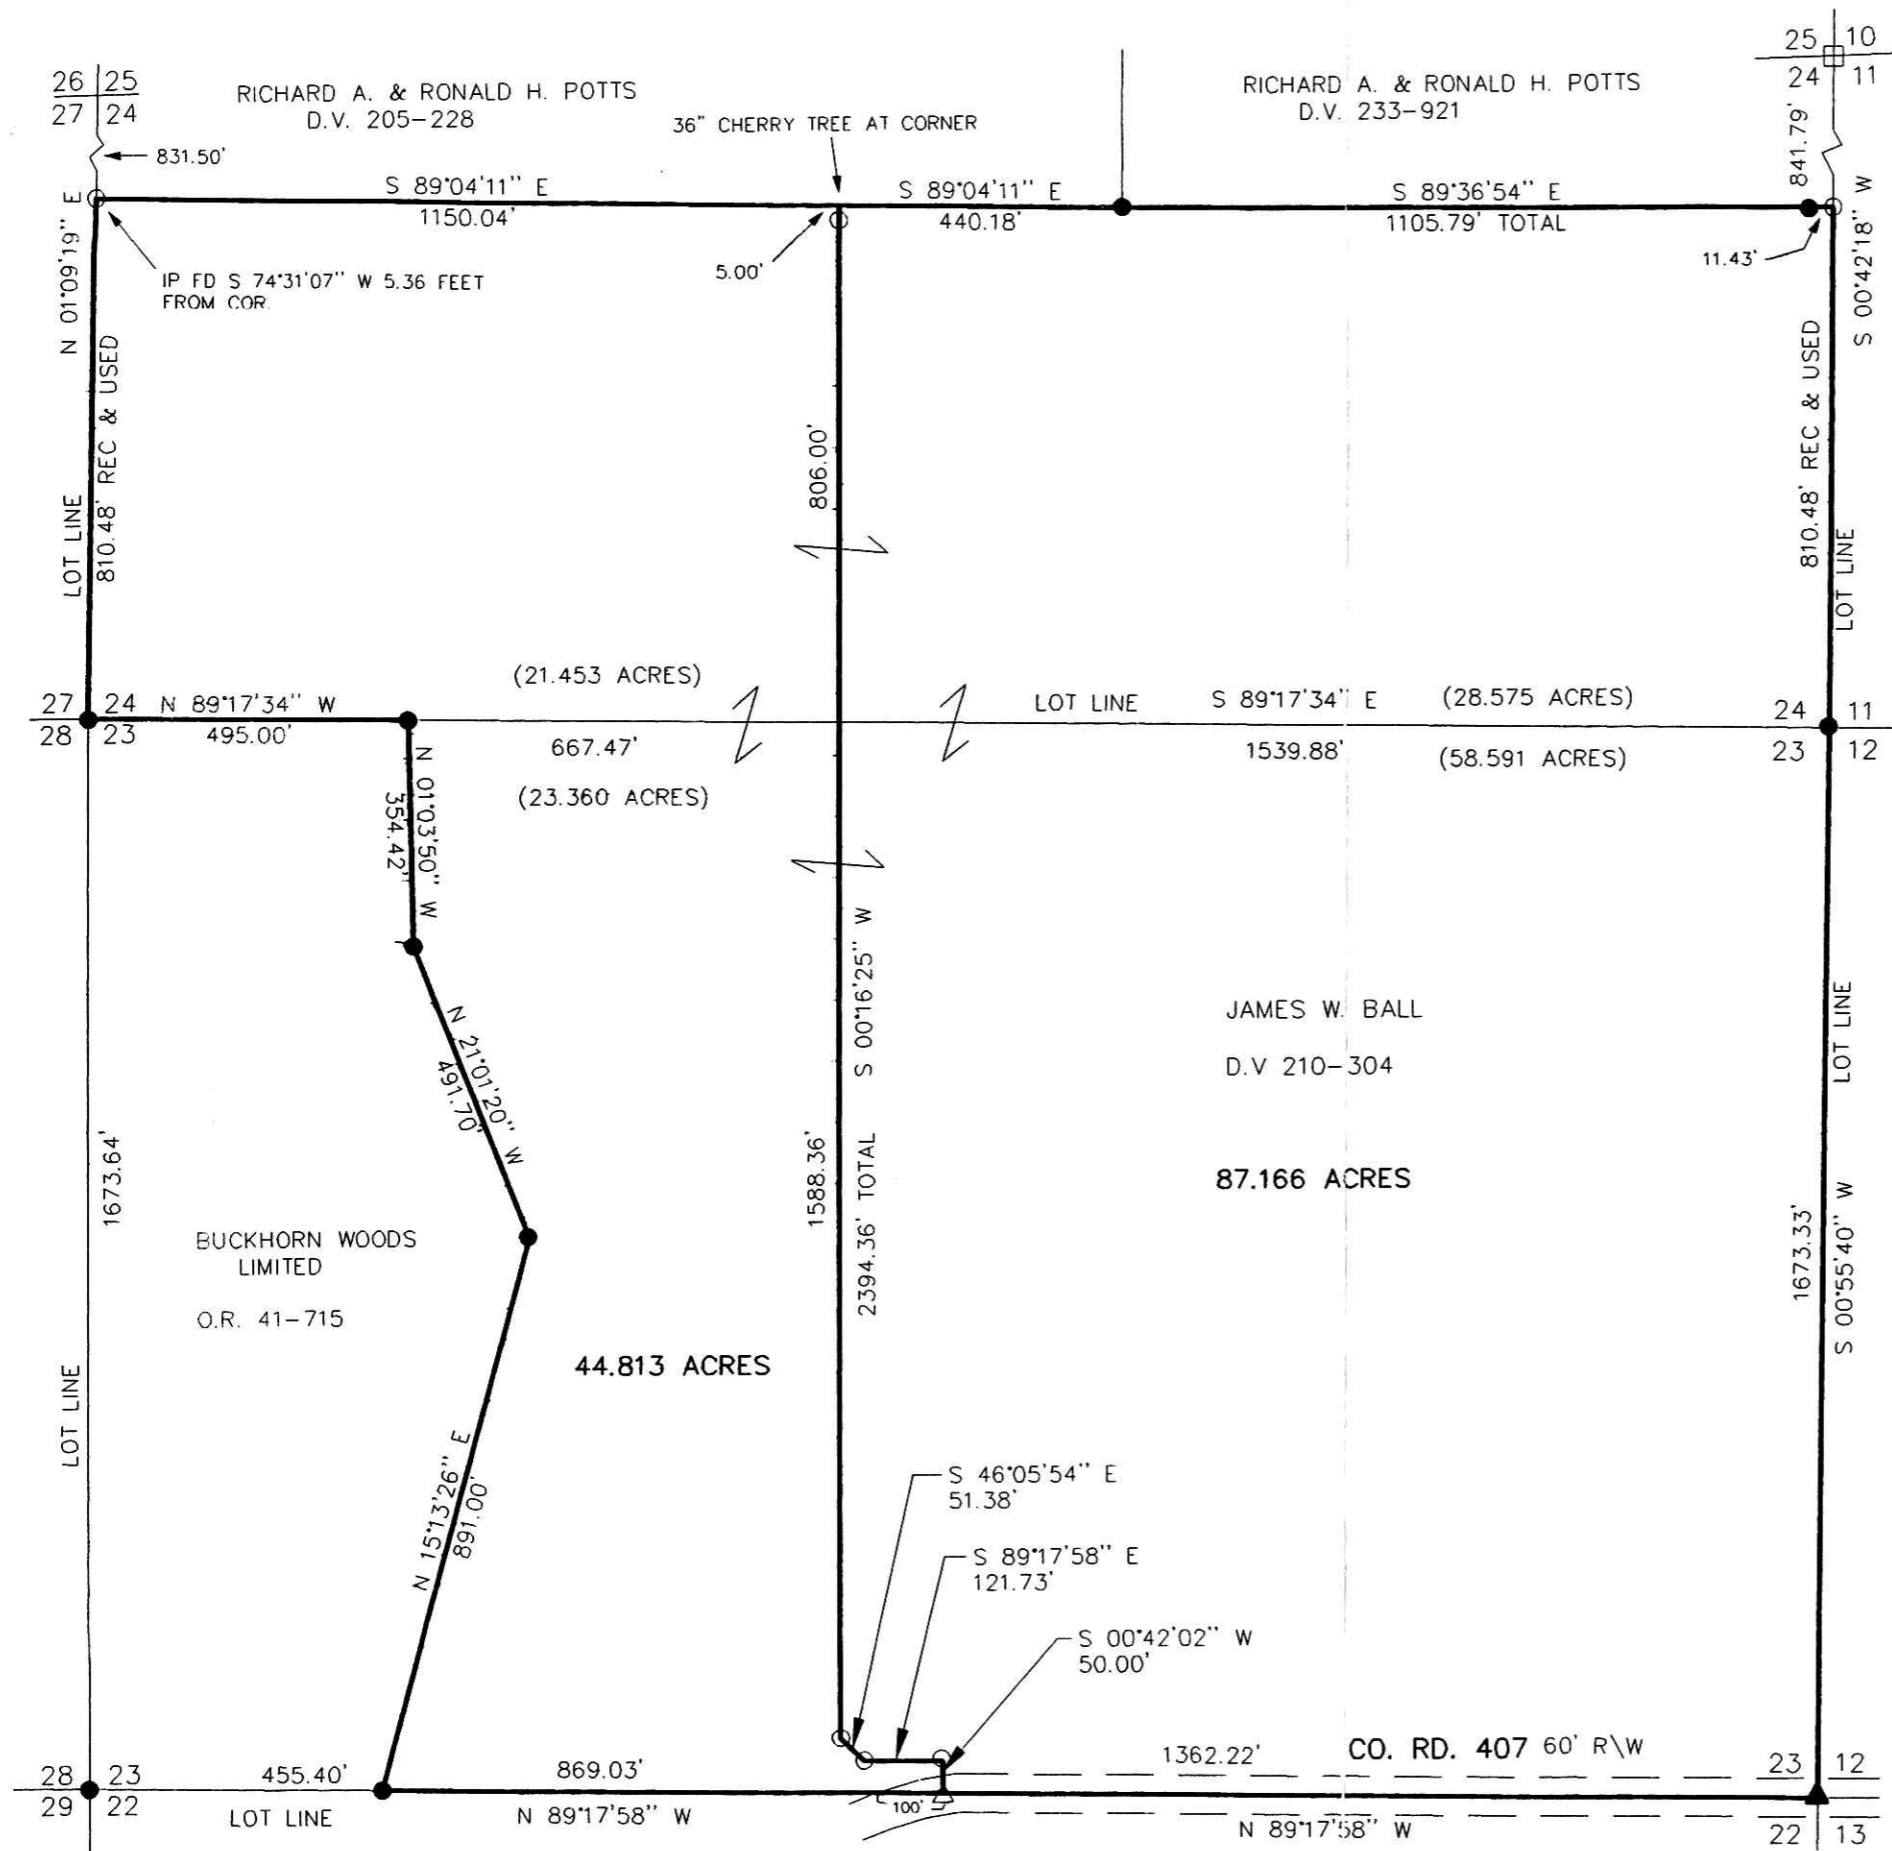 26 25
27 24
RICHARD A. & RONALD H. POTTS
D.V. 205-228
831.50'
36" CHERRY TREE AT CORNER
RICHARD A. & RONALD H. POTTS
D.V. 233-921
25 10
24 11
841.79'
S 89°04'11" E
1150.04'
S 89°04'11" E
440.18'
S 89°36'54" E
1105.79' TOTAL
5.00'
11.43'
IP FD S 74°31'07" W 5.36 FEET
FROM COR.
N 01°09'19" E
810.48' REC & USED
LOT LINE
806.00'
S 00°42'18" W
810.48' REC & USED
LOT LINE
27 24
28 23
N 89°17'34" W
495.00'
(21.453 ACRES)
667.47'
(23.360 ACRES)
LOT LINE
S 89°17'34" E
(28.575 ACRES)
1539.88'
(58.591 ACRES)
24 11
23 12
N 01°03'50" W
354.42'
N 21°01'20" W
491.70'
S 00°16'25" W
1588.36'
2394.36' TOTAL
JAMES W. BALL
D.V 210-304
87.166 ACRES
LOT LINE
1673.33'
S 00°55'40" W
1673.64'
LOT LINE
BUCKHORN WOODS
LIMITED
O.R. 41-715
44.813 ACRES
N 15°13'26" E
891.00'
S 46°05'54" E
51.38'
S 89°17'58" E
121.73'
S 00°42'02" W
50.00'
28 23
29 22
455.40'
LOT LINE
869.03'
N 89°17'58" W
100'
1362.22'
CO. RD. 407 60' R\W
N 89°17'58" W
23 12
22 13